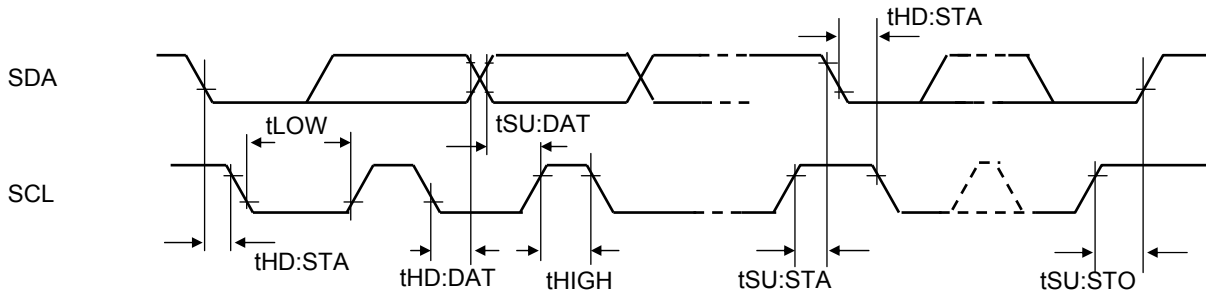 tHD:STA
SDA
tLOW
tSU:DAT
SCL
tHD:STA
tHD:DAT
tHIGH
tSU:STA
tSU:STO